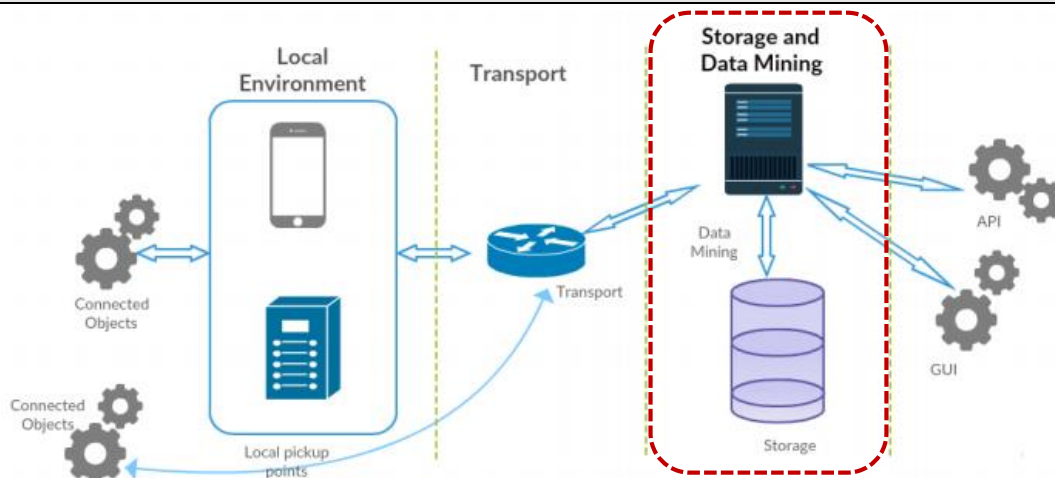 Local
Environment
Transport
Storage and
Data Mining
Connected
Objects
Data
Mining
Transport
API
GUI
Connected
Objects
Local pickup
points
Storage